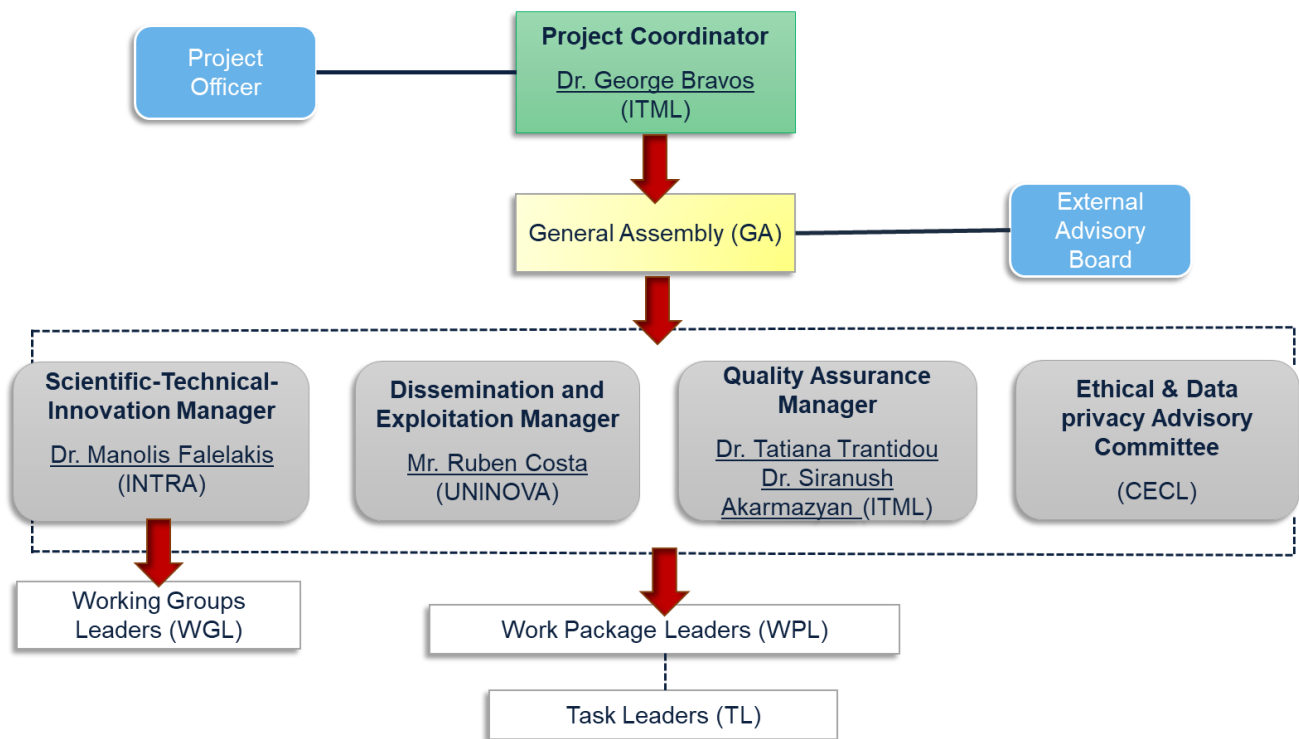 Project
Officer
Project Coordinator
Dr. George Bravos
(ITML)
General Assembly (GA)
External
Advisory
Board
Scientific-Technical-
Innovation Manager
Dr. Manolis Falelakis
(INTRA)
Dissemination and
Exploitation Manager
Mr. Ruben Costa
(UNINOVA)
Quality Assurance
Manager
Dr. Tatiana Trantidou
Dr. Siranush
Akarmazyan (ITML)
Ethical & Data
privacy Advisory
Committee
(CECL)
Working Groups
Leaders (WGL)
Work Package Leaders (WPL)
Task Leaders (TL)